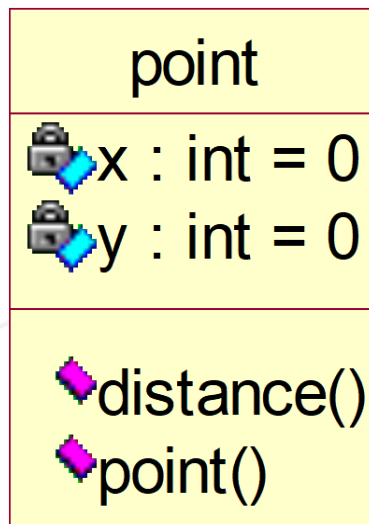 point
x : int = 0
y : int = 0
distance()
point()